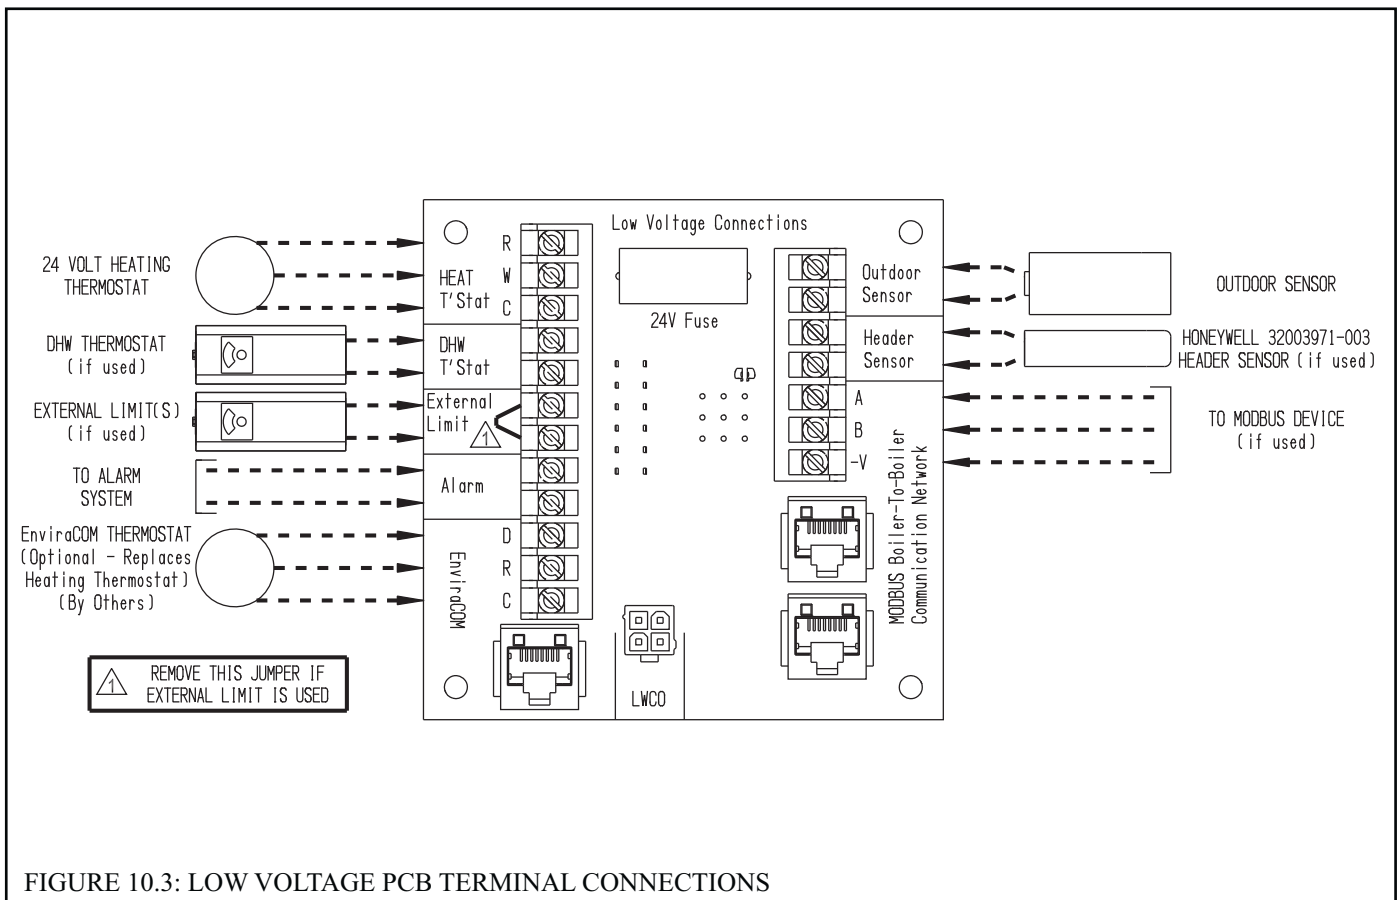 Low Voltage Connections
24 VOLT HEATING
THERMOSTAT
R
HEAT
W
T'Stat
C
DHW THERMOSTAT
(if used)
DHW
T'Stat
EXTERNAL LIMIT(S)
(if used)
External
Limit
1
TO ALARM
SYSTEM
Alarm
EnviraCOM THERMOSTAT
(Optional - Replaces
Heating Thermostat)
(By Others)
D
R
C
EnviraCOM
1
REMOVE THIS JUMPER IF
EXTERNAL LIMIT IS USED
24V Fuse
LWCO
Outdoor
Sensor
OUTDOOR SENSOR
Header
Sensor
HONEYWELL 32003971-003
HEADER SENSOR (if used)
A
B
-V
TO MODBUS DEVICE
(if used)
MODBUS Boiler-To-Boiler
Communication Network
FIGURE 10.3: LOW VOLTAGE PCB TERMINAL CONNECTIONS